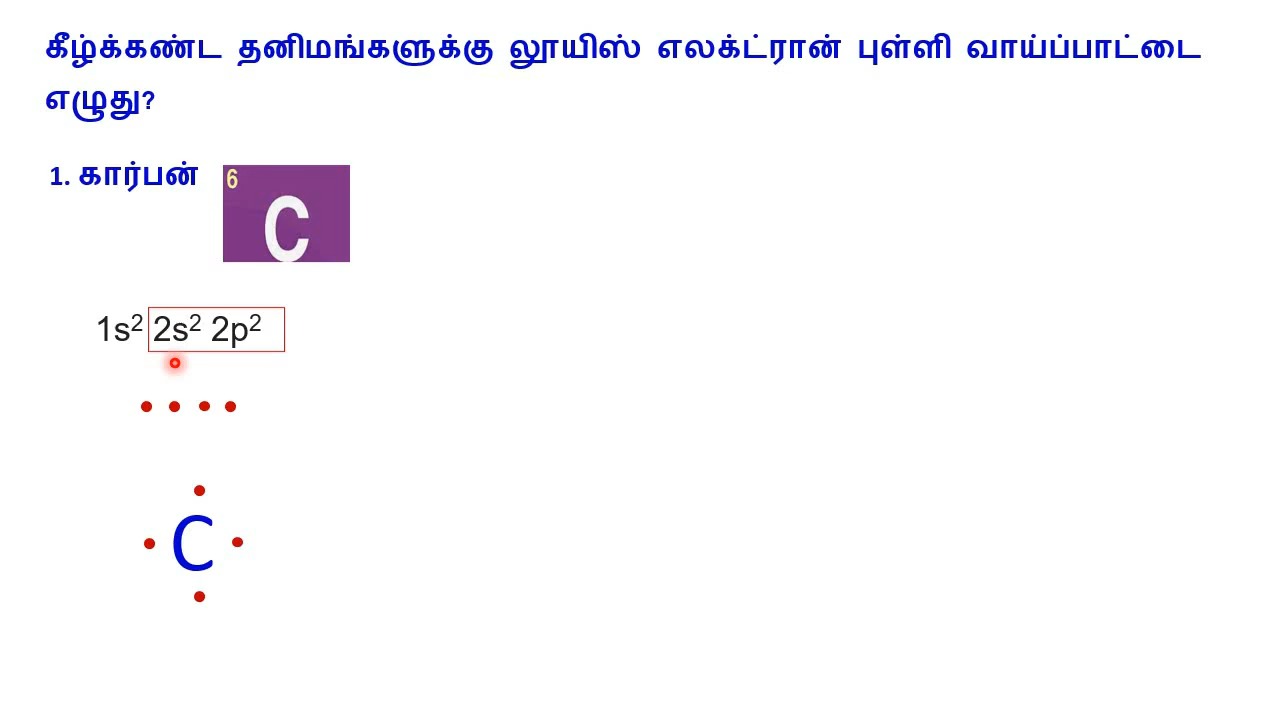 கீழ்க்கண்ட தனிமங்களுக்கு லூயிஸ் எலக்ட்ரான் புள்ளி வாய்ப்பாட்டை
எழுது?
1. கார்பன்
6
C
1s² 2s² 2p²
C